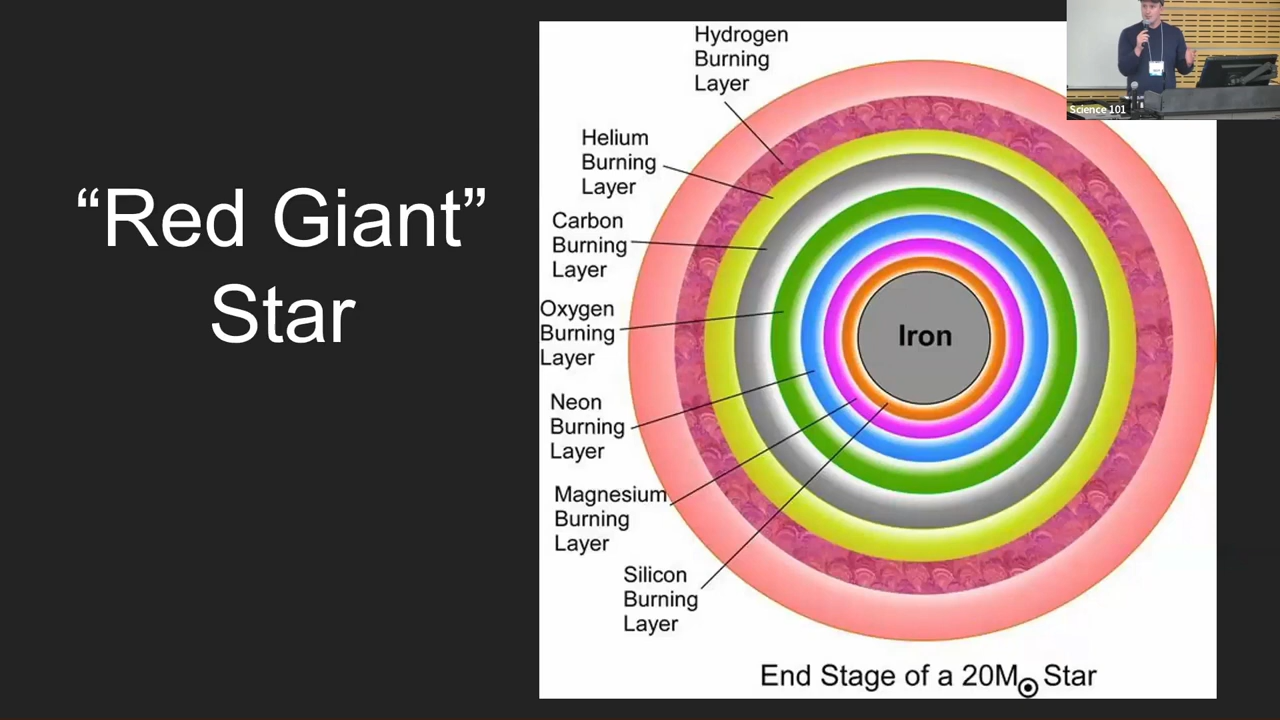 “Red Giant”
Star
Hydrogen
Burning
Layer
Helium
Burning
Layer
Carbon
Burning
Layer
Oxygen
Burning
Layer
Neon
Burning
Layer
Magnesium
Burning
Layer
Silicon
Burning
Layer
Iron
End Stage of a 20M☉ Star
Science 101